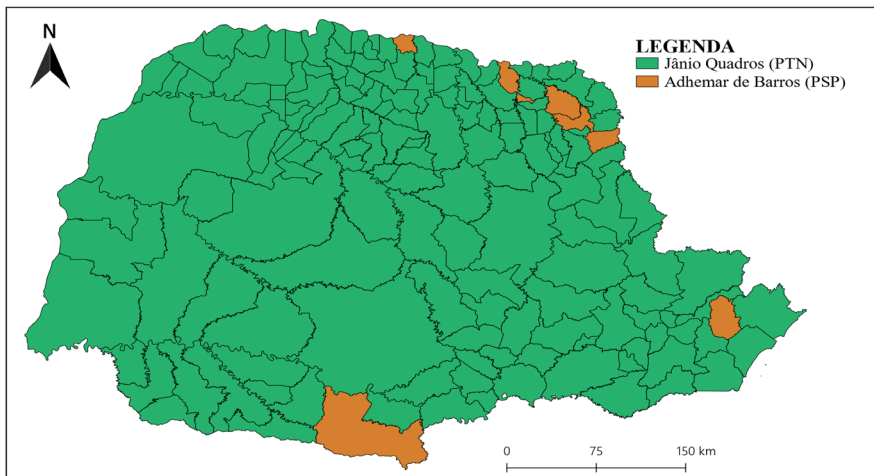 N
LEGENDA
Jânio Quadros (PTN)
Adhemar de Barros (PSP)
0 75 150 km